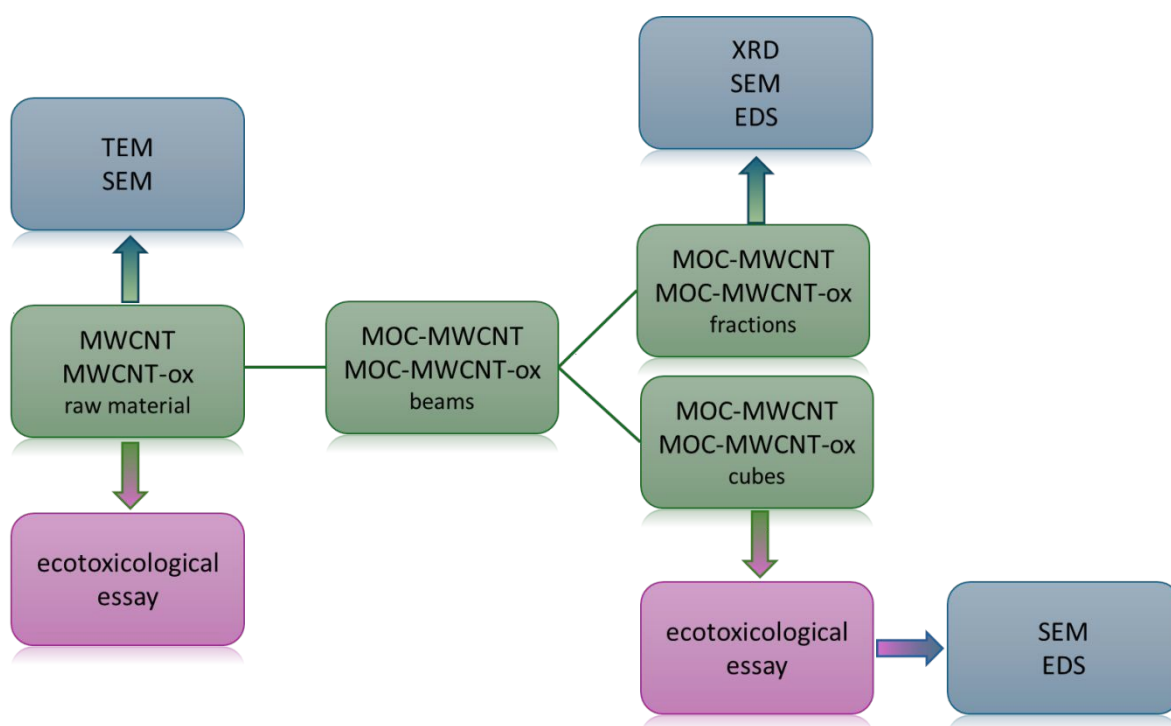 TEM
SEM
MWCNT
MWCNT-ox
raw material
ecotoxicological
essay
MOC-MWCNT
MOC-MWCNT-ox
beams
XRD
SEM
EDS
MOC-MWCNT
MOC-MWCNT-ox
fractions
MOC-MWCNT
MOC-MWCNT-ox
cubes
ecotoxicological
essay
SEM
EDS